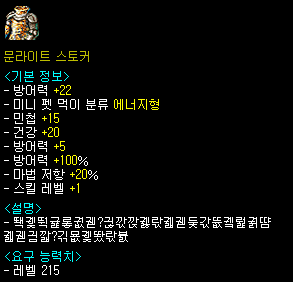 문라이트 스토커
<기본 정보>
- 방어력 +22
- 미니 펫 먹이 분류 에너지형
- 민첩 +15
- 건강 +20
- 방어력 +5
- 방어력 +100%
- 마법 저항 +20%
- 스킬 레벨 +1
<설명>
<요구 능력치>
- 레벨 215